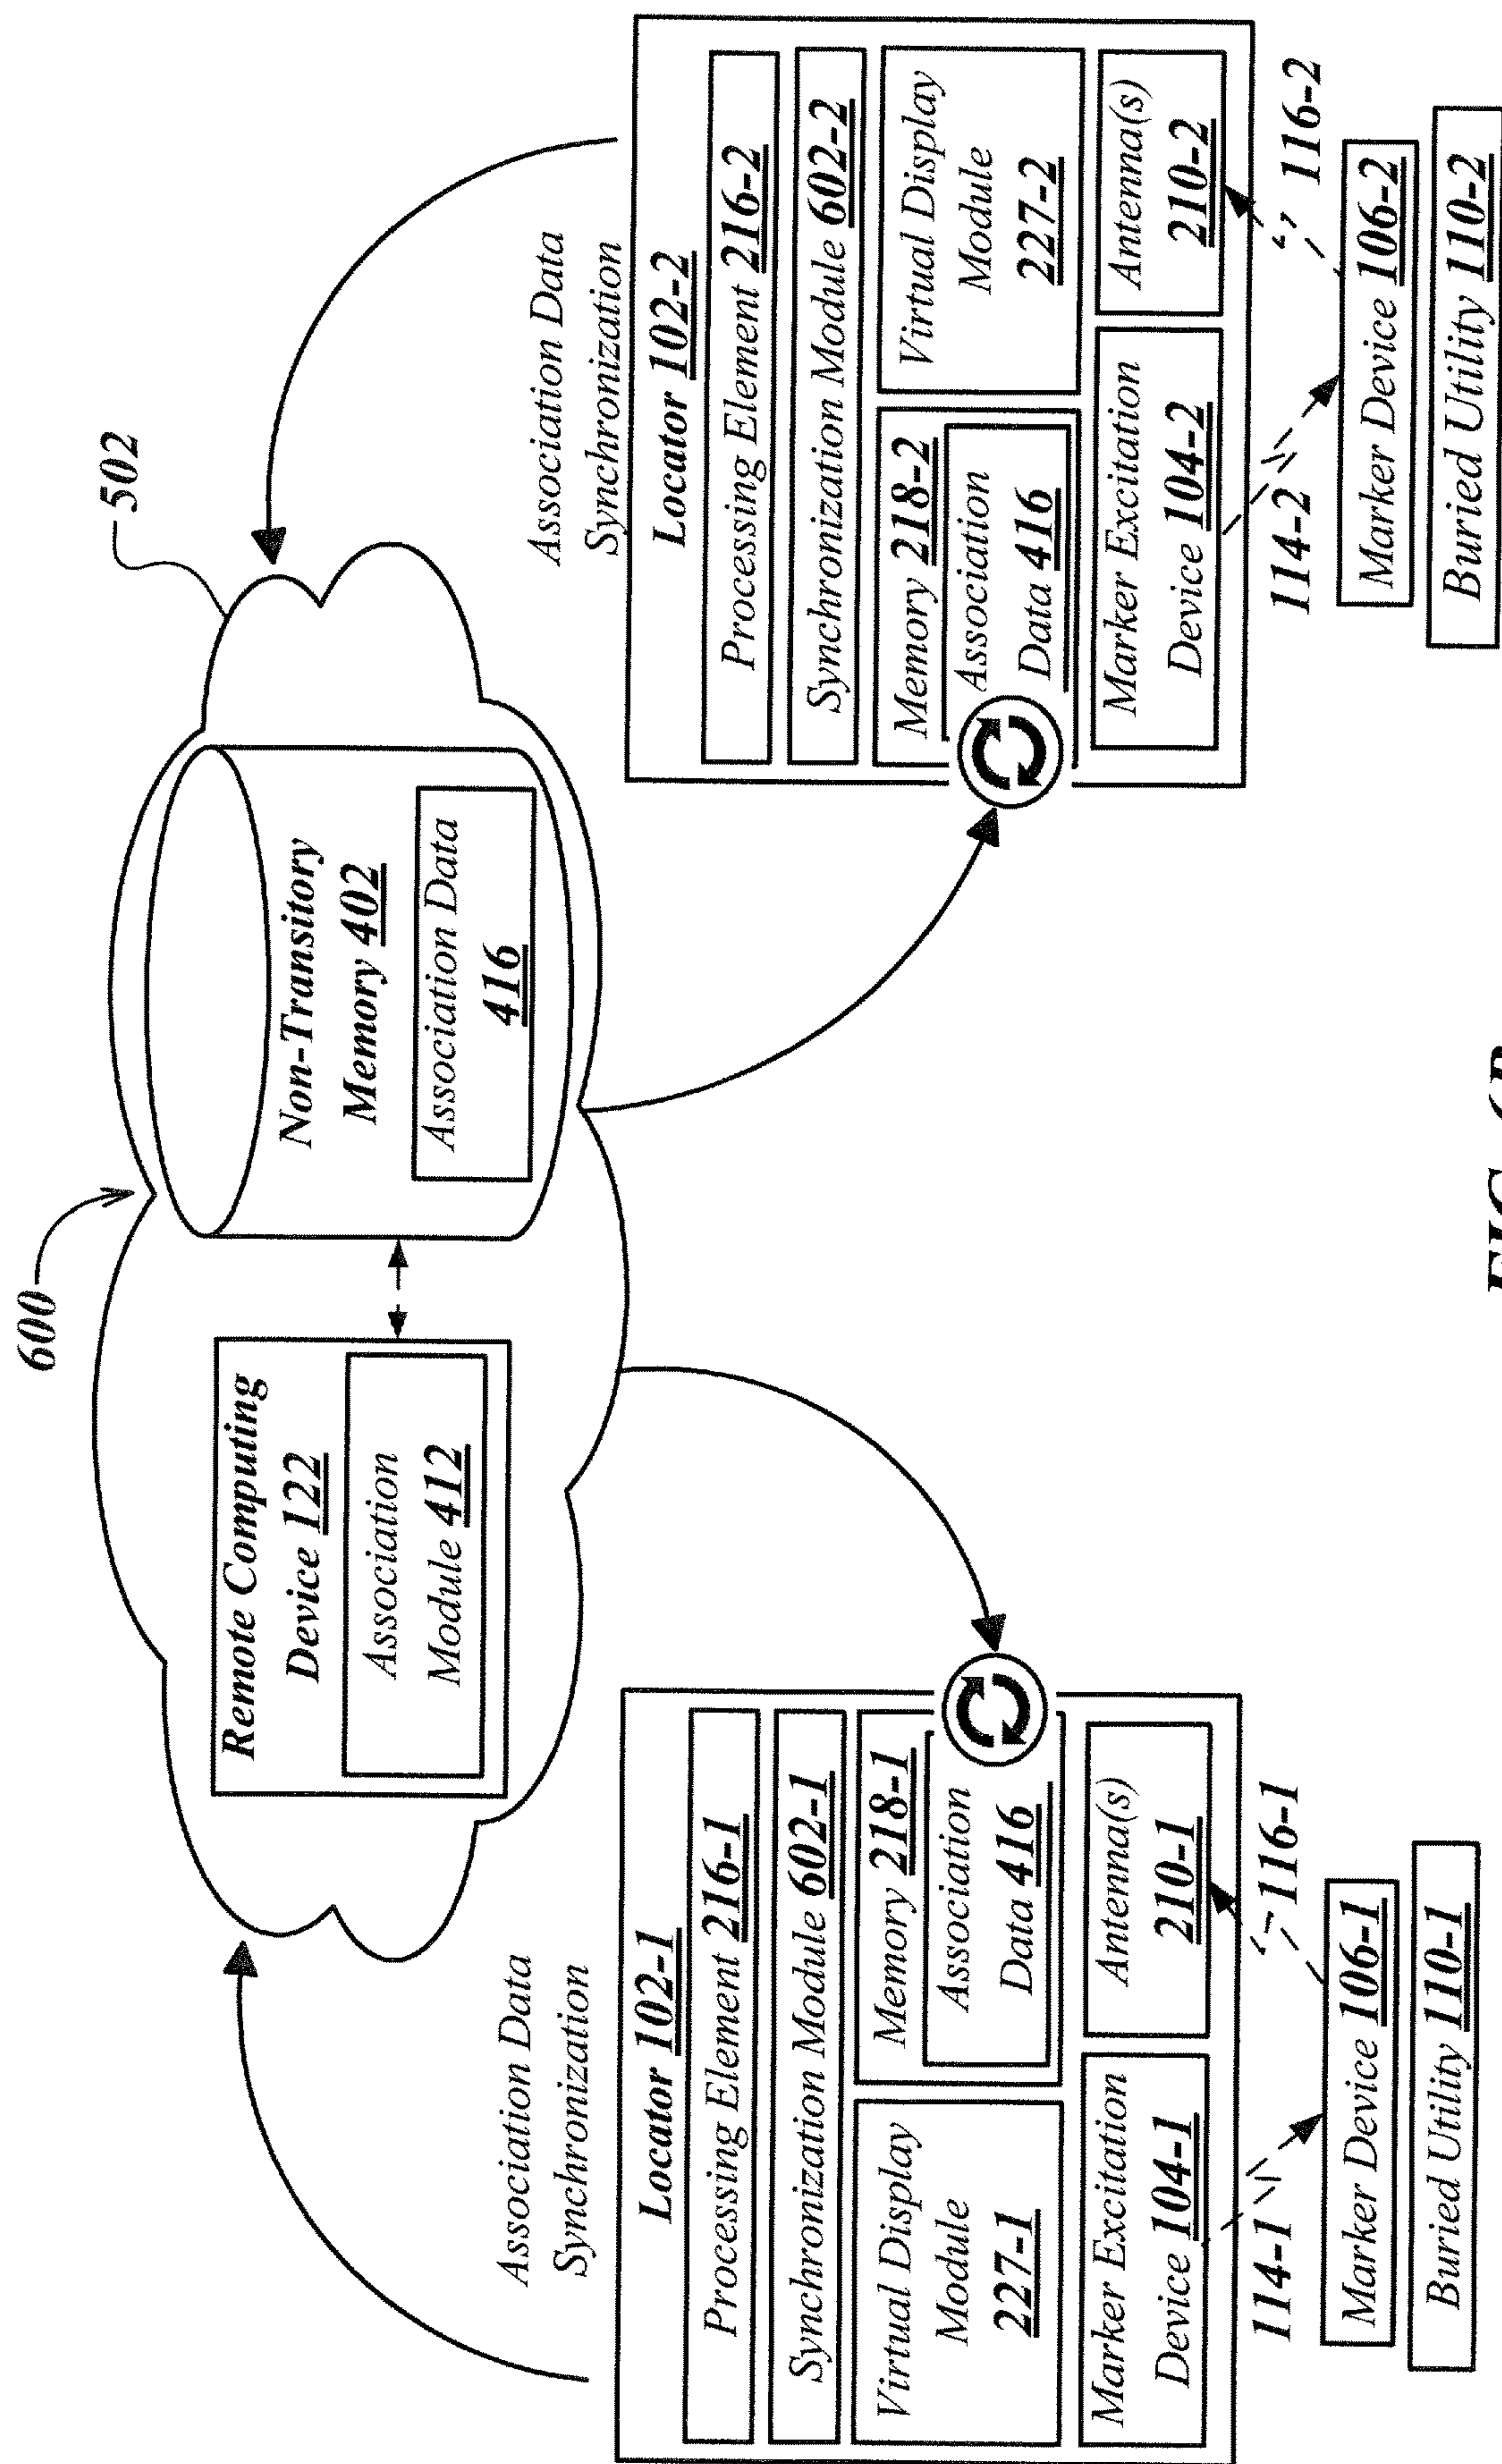 600
502
Remote Computing
Device 122
Association
Module 412
Non-Transitory
Memory 402
Association Data
416
Association Data
Synchronization
Locator 102-1
Processing Element 216-1
Synchronization Module 602-1
Virtual Display
Module
227-1
Memory 218-1
Association
Data 416
Marker Excitation
Device 104-1
Antenna(s)
210-1
114-1
116-1
Marker Device 106-1
Buried Utility 110-1
Association Data
Synchronization
Locator 102-2
Processing Element 216-2
Synchronization Module 602-2
Memory 218-2
Association
Data 416
Virtual Display
Module
227-2
Marker Excitation
Device 104-2
Antenna(s)
210-2
114-2
116-2
Marker Device 106-2
Buried Utility 110-2